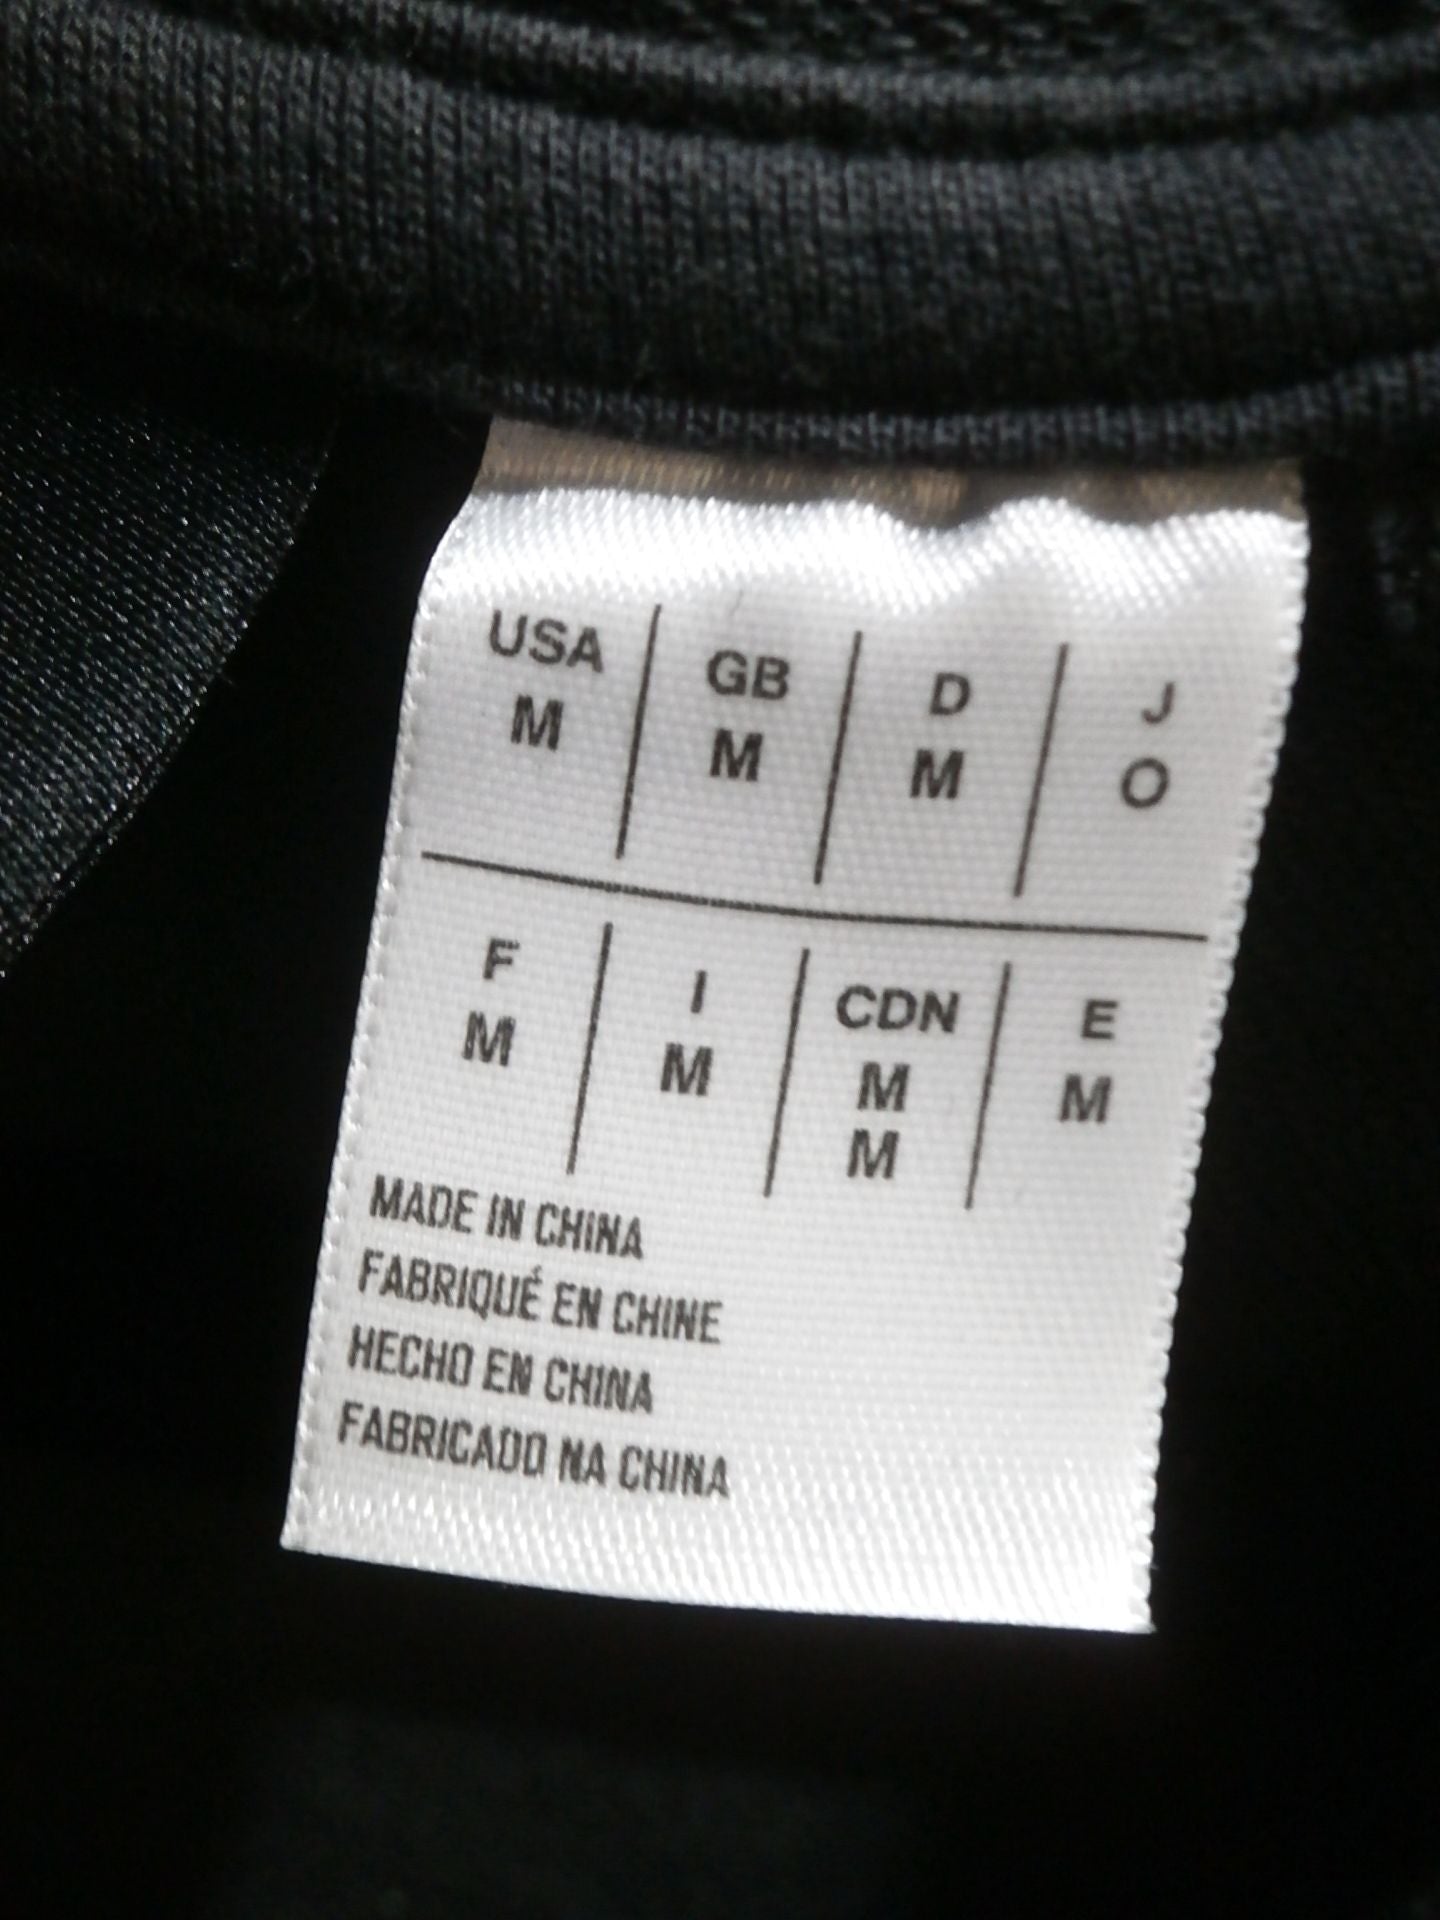 USA GB D J
M M M O
F I CDN E
M M M M
M
MADE IN CHINA
FABRIQUÉ EN CHINE
HECHO EN CHINA
FABRICADO NA CHINA